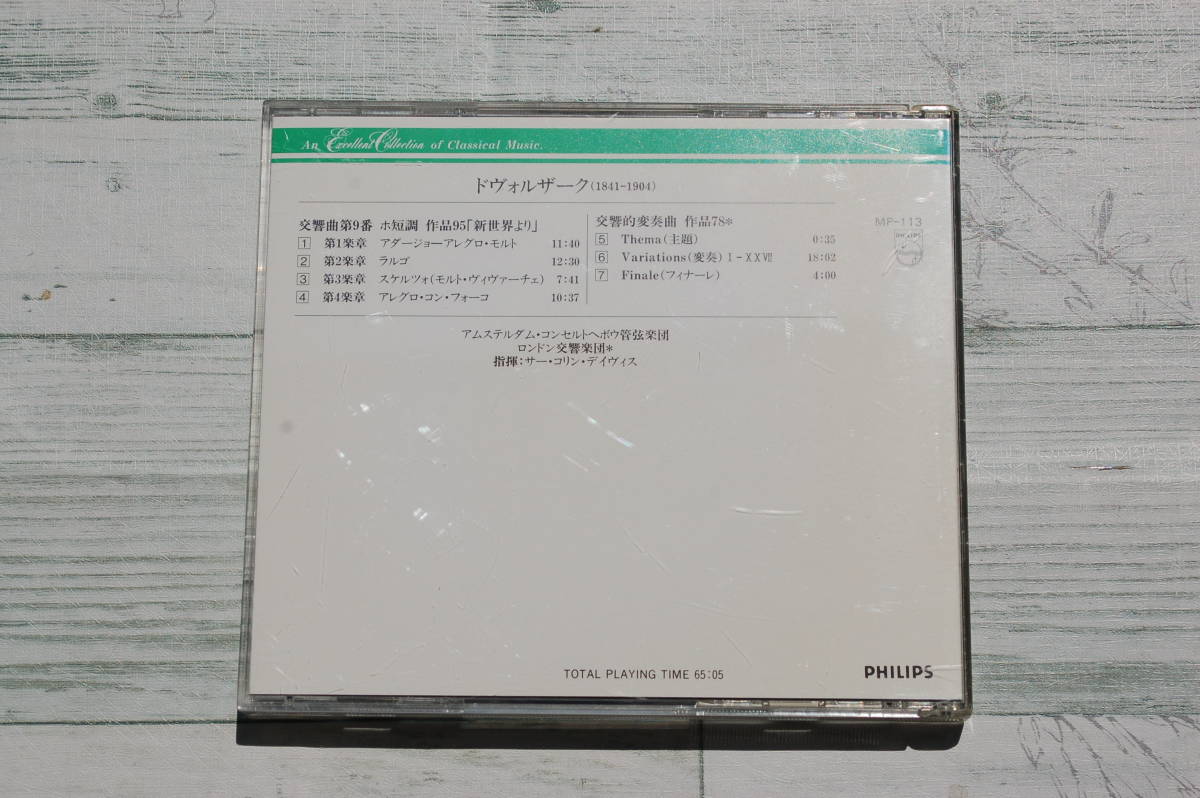 An Excellent Collection of Classical Music.
ドヴォルザーク(1841-1904)
MP-113
PHILIPS
交響曲第9番 ホ短調 作品95「新世界より」
1 第1楽章 アダージョーアレグロ・モルト 11:40
2 第2楽章 ラルゴ 12:30
3 第3楽章 スケルツォ(モルト・ヴィヴァーチェ) 7:41
4 第4楽章 アレグロ・コン・フォーコ 10:37
交響的変奏曲 作品78*
5 Thema(主題) 0:35
6 Variations(変奏) I-XXVII 18:02
7 Finale(フィナーレ) 4:00
アムステルダム・コンセルトヘボウ管弦楽団
ロンドン交響楽団*
指揮:サー・コリン・デイヴィス
TOTAL PLAYING TIME 65:05
PHILIPS